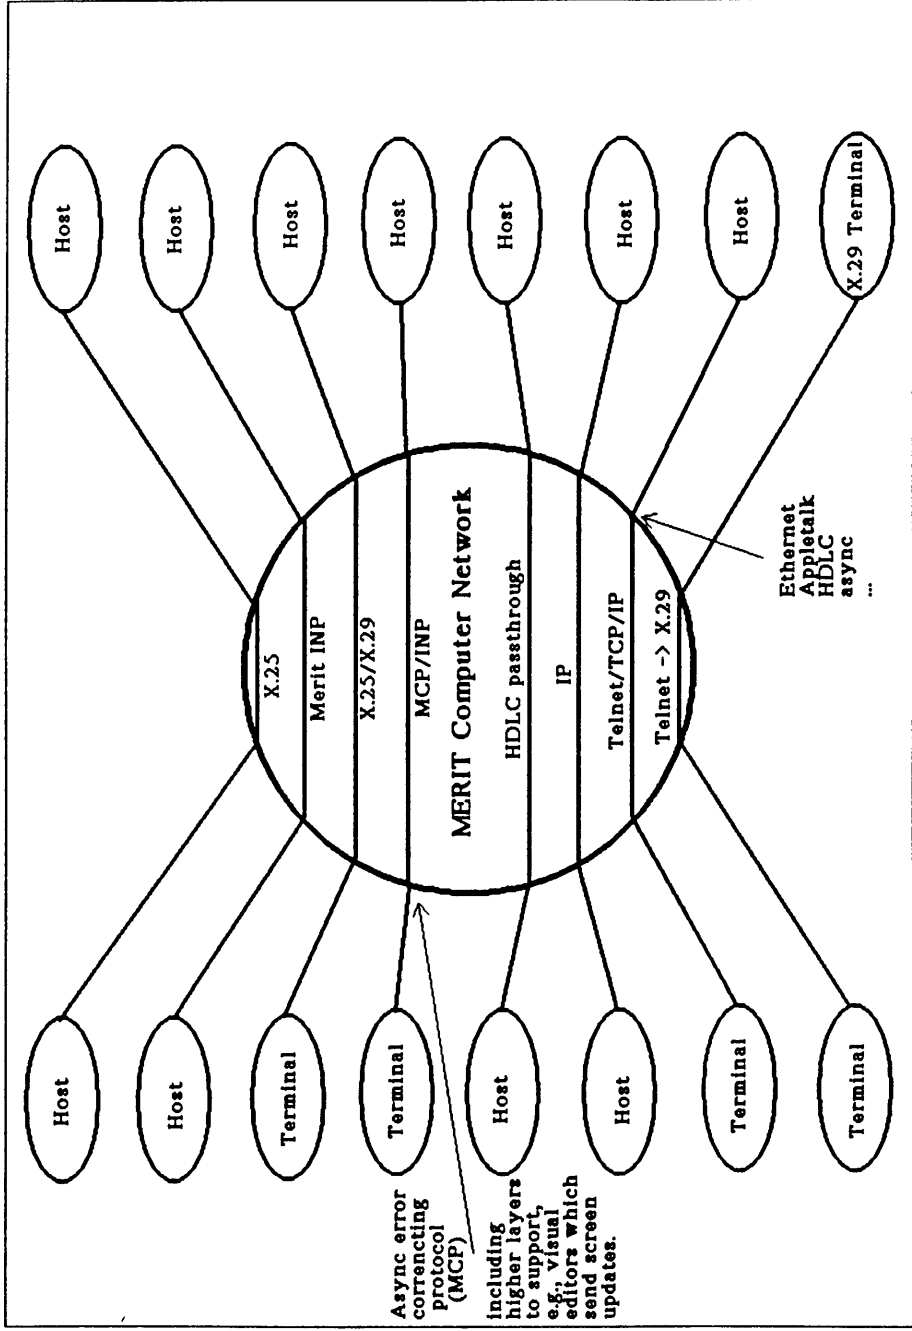 Host
Host
Terminal
Terminal
Host
Host
Terminal
Terminal
X.25
Merit INP
X.25/X.29
MCP/INP
MERIT Computer Network
HDLC passthrough
IP
Telnet/TCP/IP
Telnet -> X.29
Host
Host
Host
Host
Host
Host
Host
X.29 Terminal
Async error
correncting
protocol
(MCP)
including
higher layers
to support,
e.g., visual
editors which
send screen
updates.
Ethernet
Appletalk
HDLC
async
...